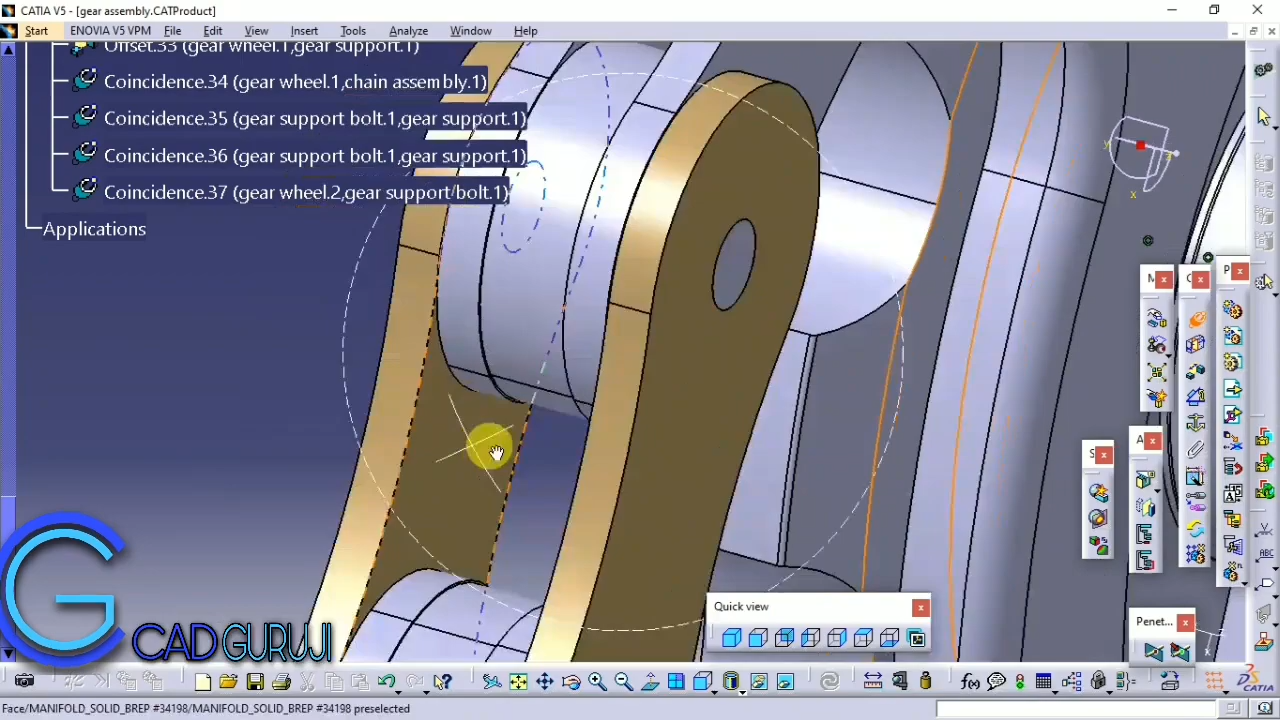 CATIA V5 - [gear assembly.CATProduct]
Start ENOVIA V5 VPM File Edit Insert Tools Analyze Window Help
Offset.33 (gear wheel.1,gear support.1)
Coincidence.34 (gear wheel.1,chain assembly.1)
Coincidence.35 (gear support bolt.1,gear support.1)
Coincidence.36 (gear support bolt.1,gear support.1)
Coincidence.37 (gear wheel.2,gear support bolt.1)
Applications
y
z
x
M
C
P
S
A
Penet...
Quick view
G CAD GURUJI
CATIA
Face/MANIFOLD_SOLID_BREP #34198/MANIFOLD_SOLID_BREP #34198 preselected